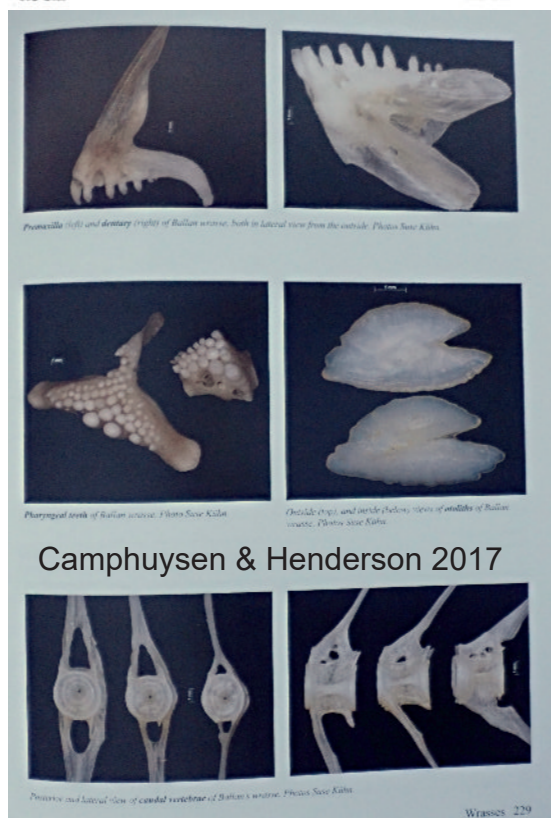 Premaxilla (left) and dentary (right) of Ballan wrasse, both in lateral view from the outside. Photos Suse Kühn.
Pharyngeal teeth of Ballan wrasse. Photo Suse Kühn.
Outside (top), and inside (below) views of otoliths of Ballan
wrasse. Photos Suse Kühn.
Camphuysen & Henderson 2017
Posterior and lateral view of caudal vertebrae of Ballan's wrasse. Photos Suse Kühn.
Wrasses 229